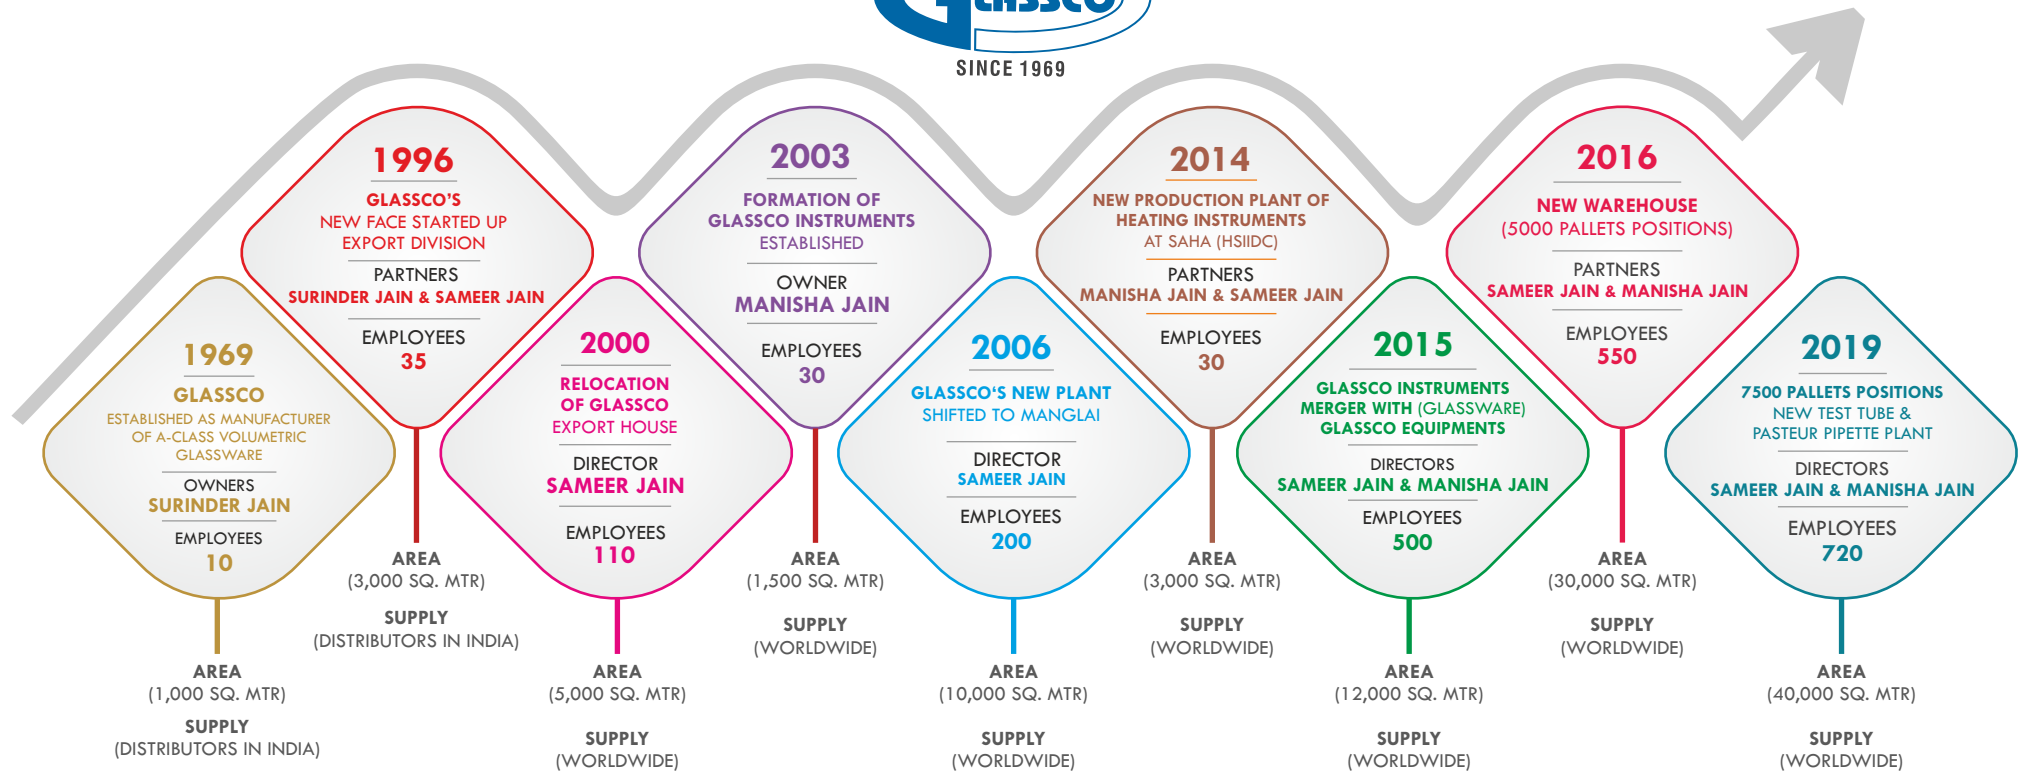 GLASSCO
SINCE 1969
1969
GLASSCO
ESTABLISHED AS MANUFACTURER
OF A-CLASS VOLUMETRIC
GLASSWARE
OWNERS
SURINDER JAIN
EMPLOYEES
10
AREA
(1,000 SQ. MTR)
SUPPLY
(DISTRIBUTORS IN INDIA)
1996
GLASSCO'S
NEW FACE STARTED UP
EXPORT DIVISION
PARTNERS
SURINDER JAIN & SAMEER JAIN
EMPLOYEES
35
AREA
(3,000 SQ. MTR)
SUPPLY
(DISTRIBUTORS IN INDIA)
2000
RELOCATION
OF GLASSCO
EXPORT HOUSE
DIRECTOR
SAMEER JAIN
EMPLOYEES
110
AREA
(5,000 SQ. MTR)
SUPPLY
(WORLDWIDE)
2003
FORMATION OF
GLASSCO INSTRUMENTS
ESTABLISHED
OWNER
MANISHA JAIN
EMPLOYEES
30
AREA
(1,500 SQ. MTR)
SUPPLY
(WORLDWIDE)
2006
GLASSCO‘S NEW PLANT
SHIFTED TO MANGLAI
DIRECTOR
SAMEER JAIN
EMPLOYEES
200
AREA
(10,000 SQ. MTR)
SUPPLY
(WORLDWIDE)
2014
NEW PRODUCTION PLANT OF
HEATING INSTRUMENTS
AT SAHA (HSIIDC)
PARTNERS
MANISHA JAIN & SAMEER JAIN
EMPLOYEES
30
AREA
(3,000 SQ. MTR)
SUPPLY
(WORLDWIDE)
2015
GLASSCO INSTRUMENTS
MERGER WITH (GLASSWARE)
GLASSCO EQUIPMENTS
DIRECTORS
SAMEER JAIN & MANISHA JAIN
EMPLOYEES
500
AREA
(12,000 SQ. MTR)
SUPPLY
(WORLDWIDE)
2016
NEW WAREHOUSE
(5000 PALLETS POSITIONS)
PARTNERS
SAMEER JAIN & MANISHA JAIN
EMPLOYEES
550
AREA
(30,000 SQ. MTR)
SUPPLY
(WORLDWIDE)
2019
7500 PALLETS POSITIONS
NEW TEST TUBE &
PASTEUR PIPETTE PLANT
DIRECTORS
SAMEER JAIN & MANISHA JAIN
EMPLOYEES
720
AREA
(40,000 SQ. MTR)
SUPPLY
(WORLDWIDE)